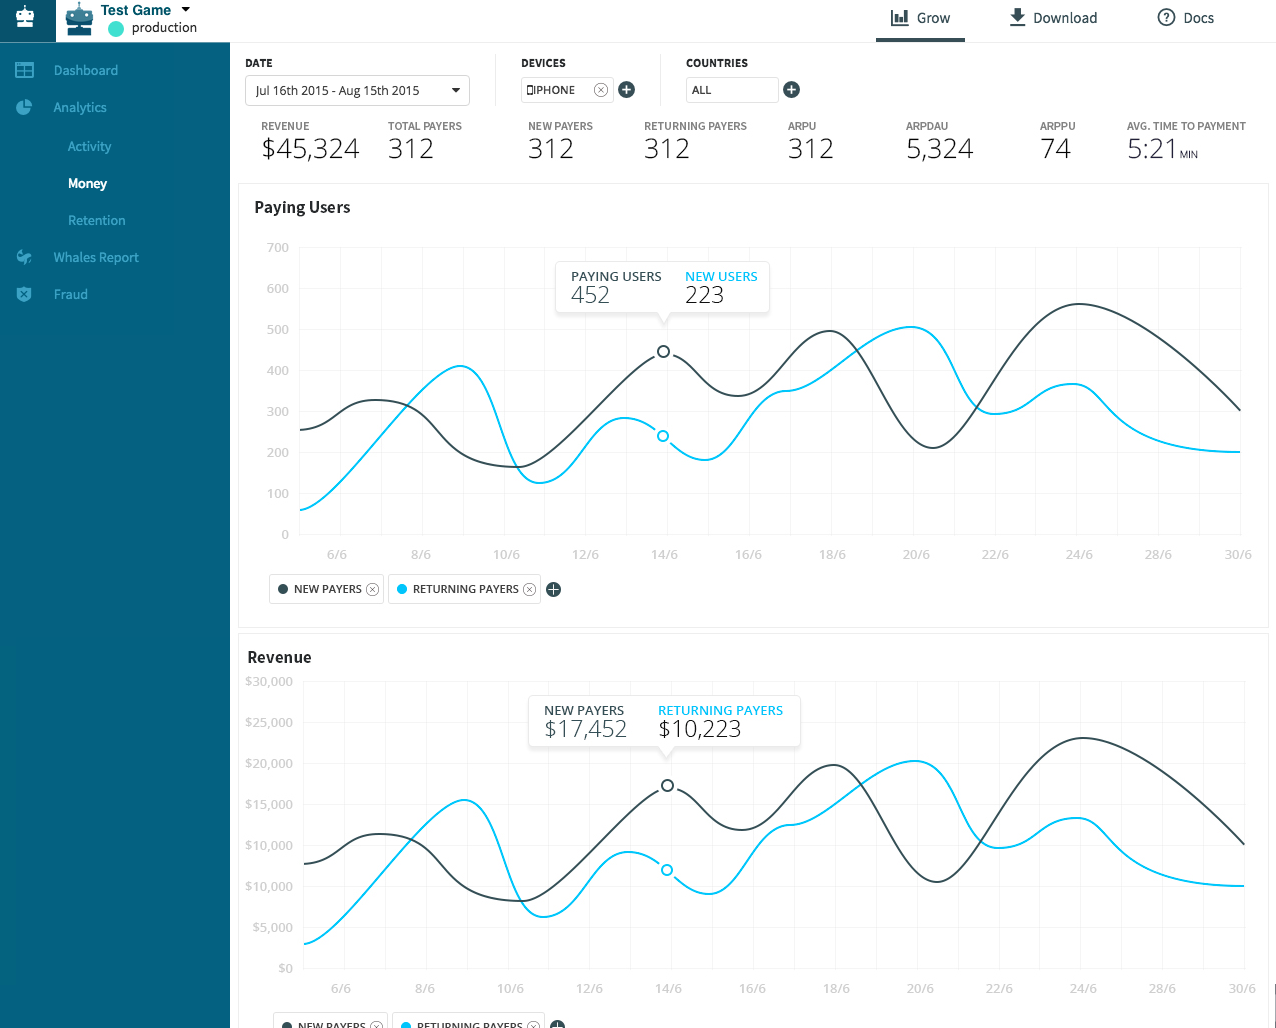 Test Game
production
Grow
Download
Docs
Dashboard
Analytics
Activity
Money
Retention
Whales Report
Fraud
DATE
Jul 16th 2015 - Aug 15th 2015
DEVICES
IPHONE
COUNTRIES
ALL
REVENUE
$45,324
TOTAL PAYERS
312
NEW PAYERS
312
RETURNING PAYERS
312
ARPU
312
ARPDAU
5,324
ARPPU
74
AVG. TIME TO PAYMENT
5:21 MIN
Paying Users
700
600
500
400
300
200
100
0
PAYING USERS NEW USERS
452 223
6/6 8/6 10/6 12/6 14/6 16/6 18/6 20/6 22/6 24/6 28/6 30/6
NEW PAYERS
RETURNING PAYERS
Revenue
$30,000
$25,000
$20,000
$15,000
$10,000
$10,000
$5,000
$0
NEW PAYERS RETURNING PAYERS
$17,452 $10,223
6/6 8/6 10/6 12/6 14/6 16/6 18/6 20/6 22/6 24/6 28/6 30/6
NEW PAYERS
RETURNING PAYERS